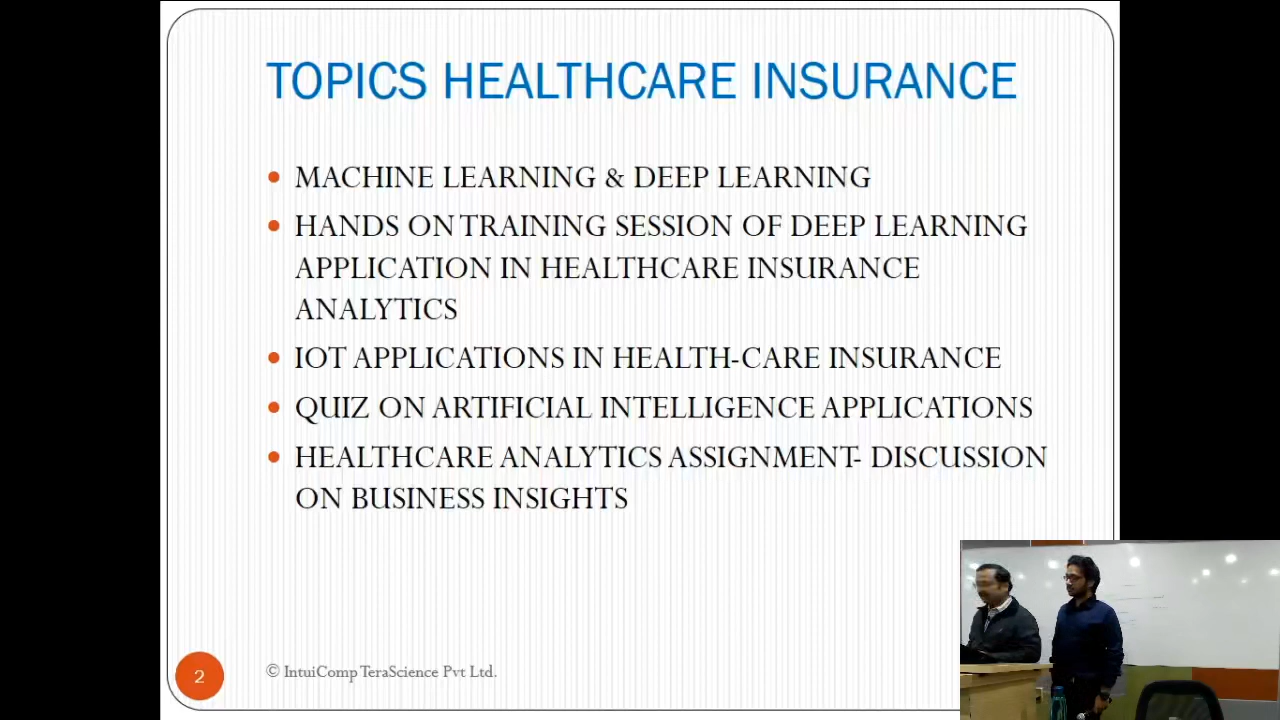 TOPICS HEALTHCARE INSURANCE
MACHINE LEARNING & DEEP LEARNING
HANDS ON TRAINING SESSION OF DEEP LEARNING
APPLICATION IN HEALTHCARE INSURANCE
ANALYTICS
IOT APPLICATIONS IN HEALTH-CARE INSURANCE
QUIZ ON ARTIFICIAL INTELLIGENCE APPLICATIONS
HEALTHCARE ANALYTICS ASSIGNMENT- DISCUSSION
ON BUSINESS INSIGHTS
2
© IntuiComp TeraScience Pvt Ltd.